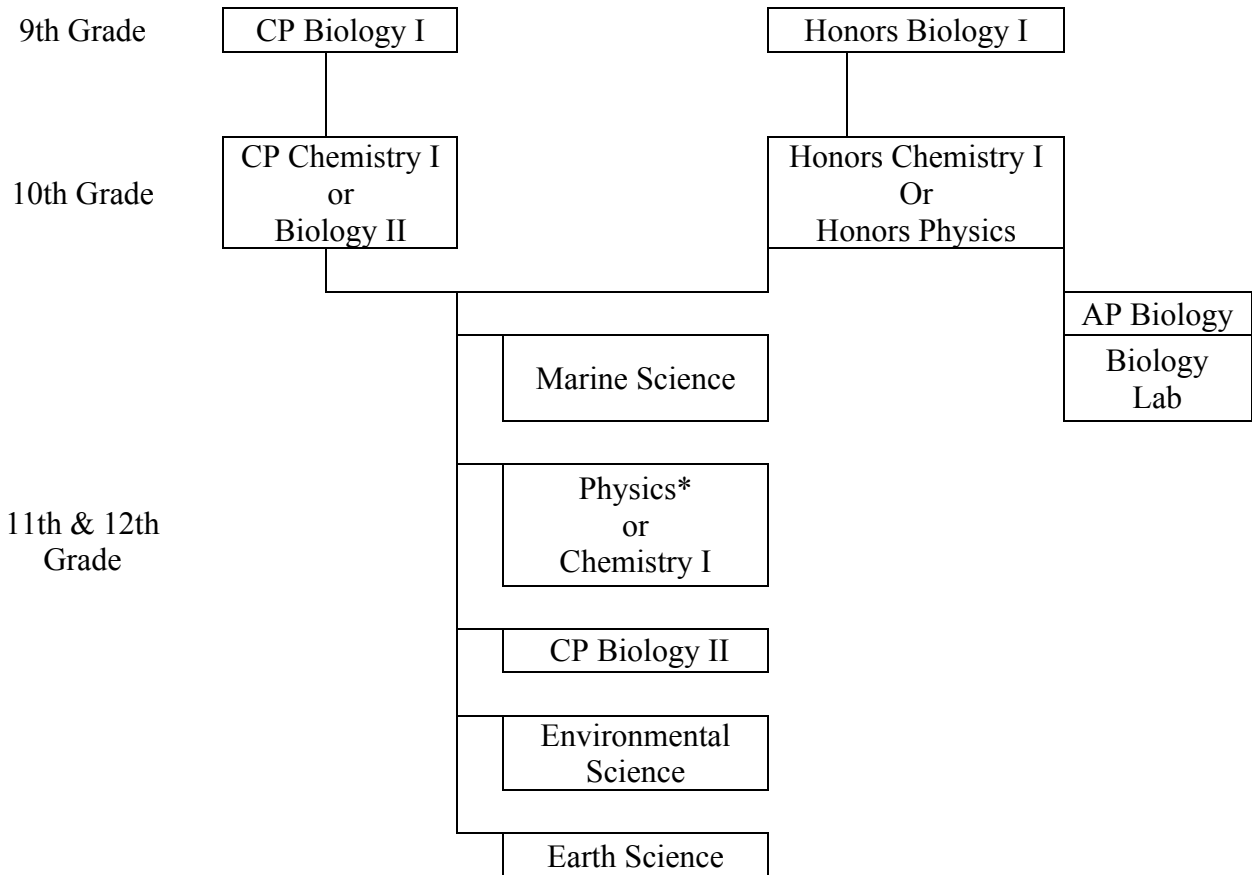 9th Grade
CP Biology I
Honors Biology I
10th Grade
CP Chemistry I
or
Biology II
Honors Chemistry I
Or
Honors Physics
AP Biology
Biology
Lab
Marine Science
11th & 12th
Grade
Physics*
or
Chemistry I
CP Biology II
Environmental
Science
Earth Science